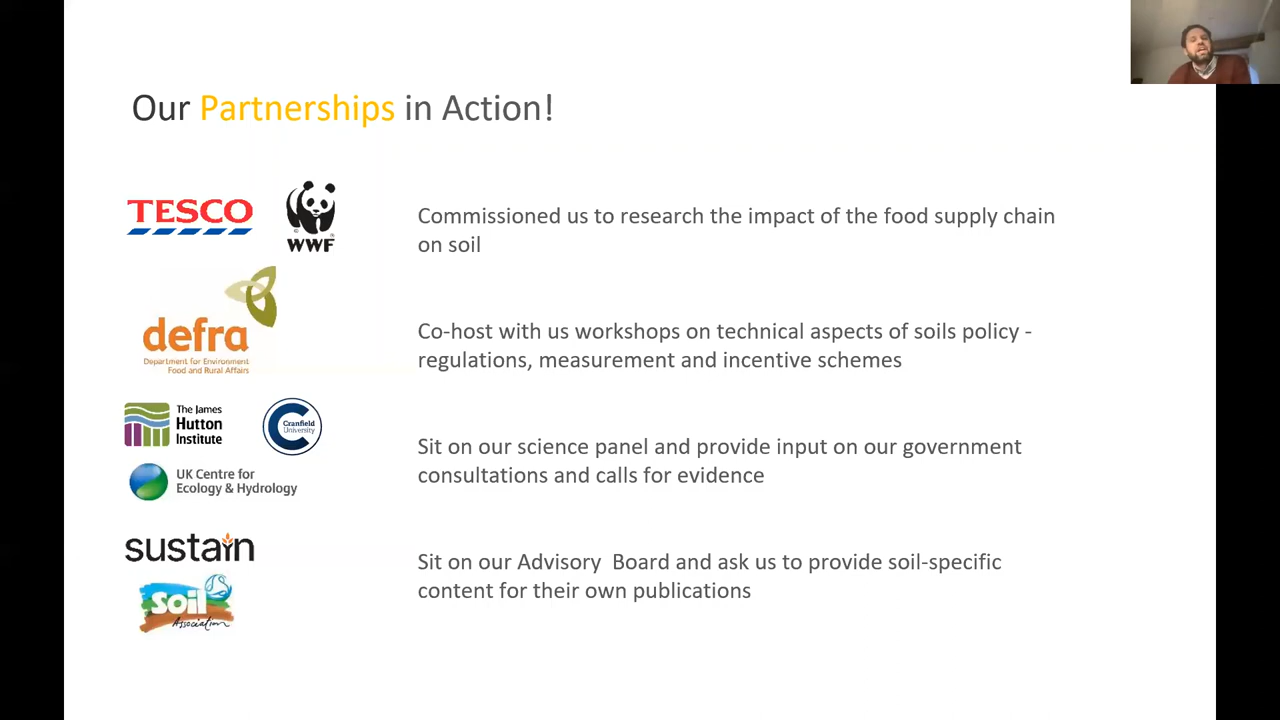 Our Partnerships in Action!
TESCO
WWF
Commissioned us to research the impact of the food supply chain
on soil
defra
Department for Environment
Food and Rural Affairs
Co-host with us workshops on technical aspects of soils policy -
regulations, measurement and incentive schemes
The James
Hutton
Institute
Cranfield
University
UK Centre for
Ecology & Hydrology
Sit on our science panel and provide input on our government
consultations and calls for evidence
sustain
soil
Association
Sit on our Advisory  Board and ask us to provide soil-specific
content for their own publications